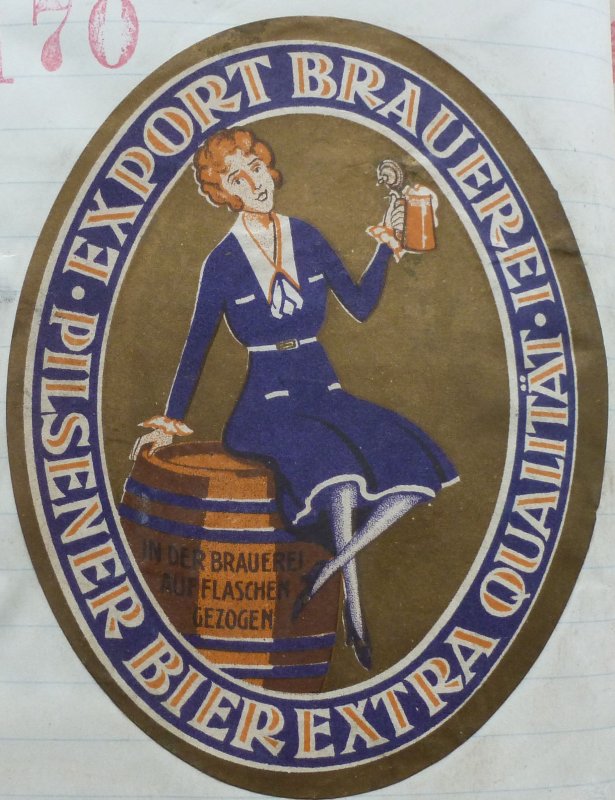 170
EXPORT BRAUEREI
PILSENER BIER EXTRA QUALITÄT
IN DER BRAUEREI
AUF FLASCHEN
GEZOGEN